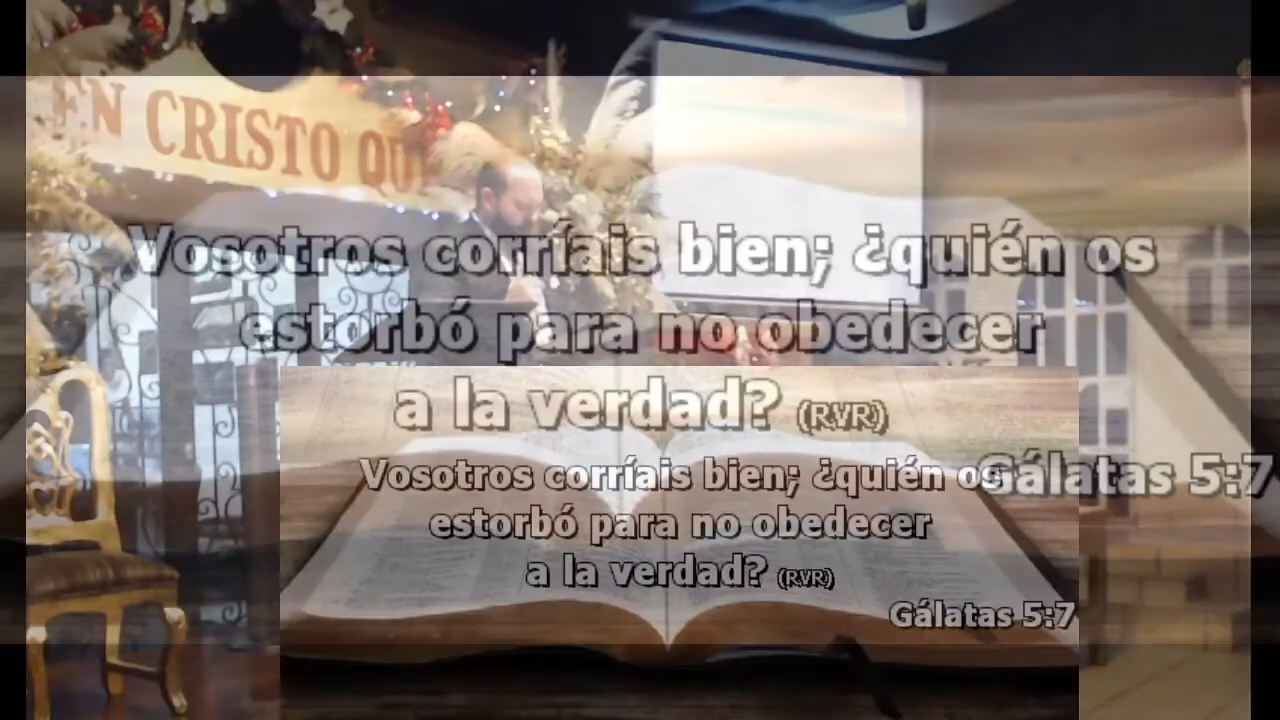 EN CRISTO QUE
Vosotros corríais bien; ¿quién os
estorbó para no obedecer
a la verdad? (RVR)
Gálatas 5:7
Vosotros corríais bien; ¿quién os
estorbó para no obedecer
a la verdad? (RVR)
Gálatas 5:7